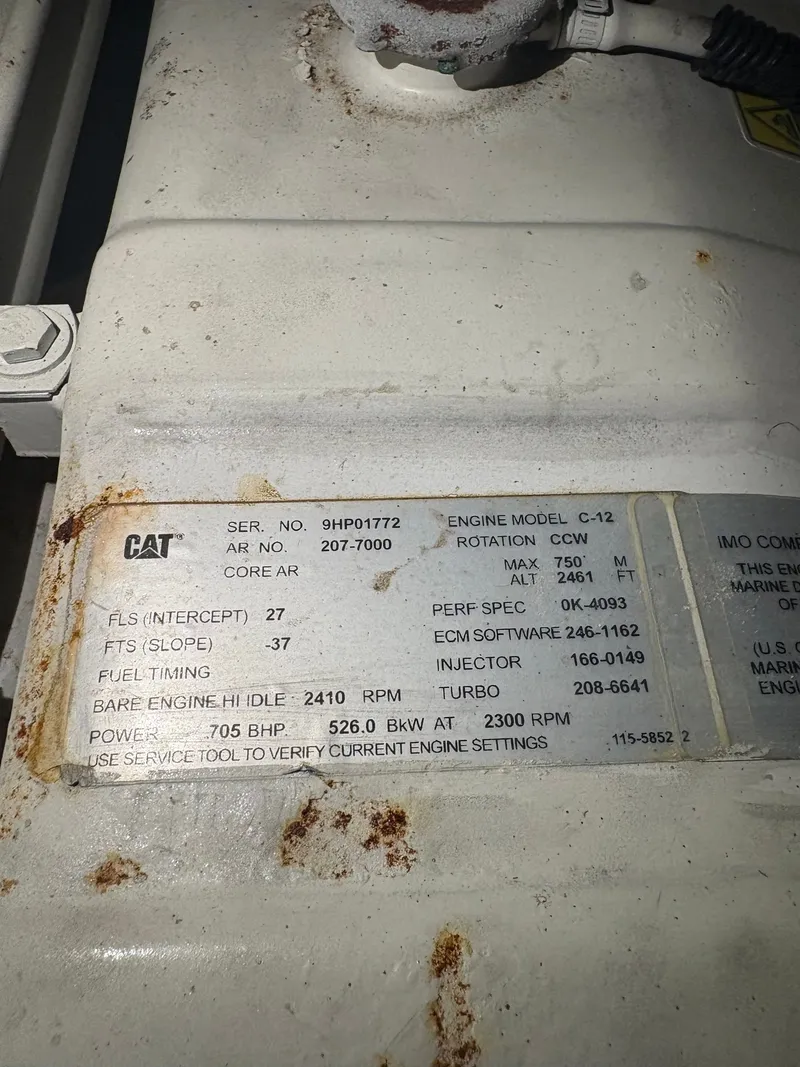 CAT®
SER. NO. 9HP01772 ENGINE MODEL C-12
AR NO. 207-7000 ROTATION CCW
CORE AR MAX 750 M
ALT 2461 FT
FLS (INTERCEPT) 27 PERF SPEC 0K-4093
FTS (SLOPE) -37 ECM SOFTWARE 246-1162
FUEL TIMING INJECTOR 166-0149
BARE ENGINE HI IDLE 2410 RPM TURBO 208-6641
POWER 705 BHP. 526.0 BkW AT 2300 RPM
USE SERVICE TOOL TO VERIFY CURRENT ENGINE SETTINGS 115-5852 2
IMO
THIS
MARINE
OF
(U.S.